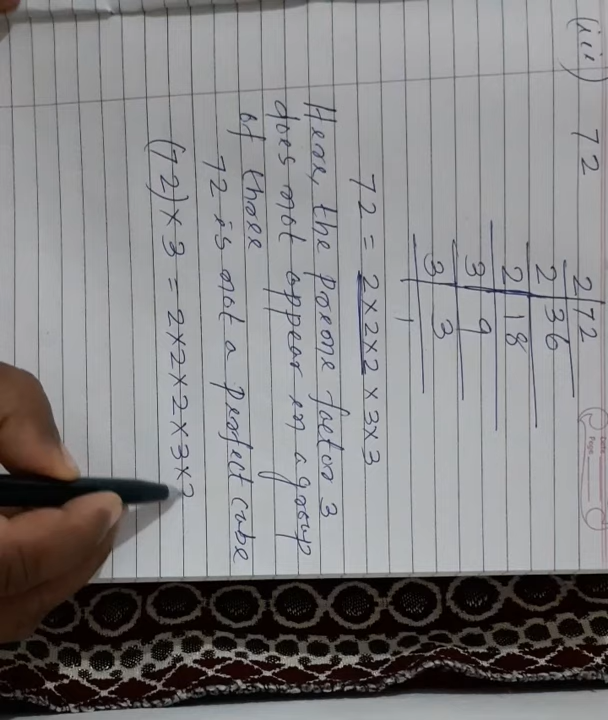 (iii) 72
2 72
2 36
2 18
3 9
3 3
1
72 = 2×2×2×3×3
Here, the prime factor 3
does not appear in a group
of three
72 is not a perfect cube
(72)×3 = 2×2×2×3×3
Date
Page